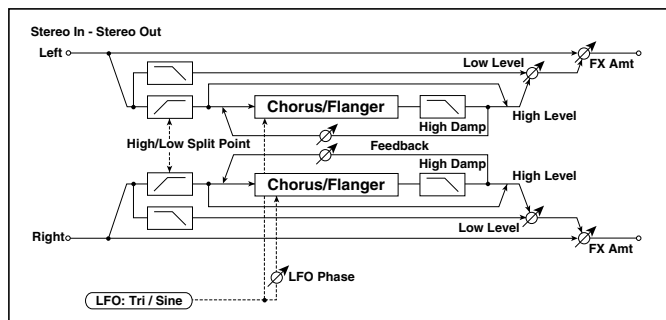 Stereo In - Stereo Out
Left
Low Level
FX Amt
Chorus/Flanger
High Damp
High Level
High/Low Split Point
Feedback
High Damp
Chorus/Flanger
High Level
Low Level
Right
FX Amt
LFO Phase
LFO: Tri / Sine